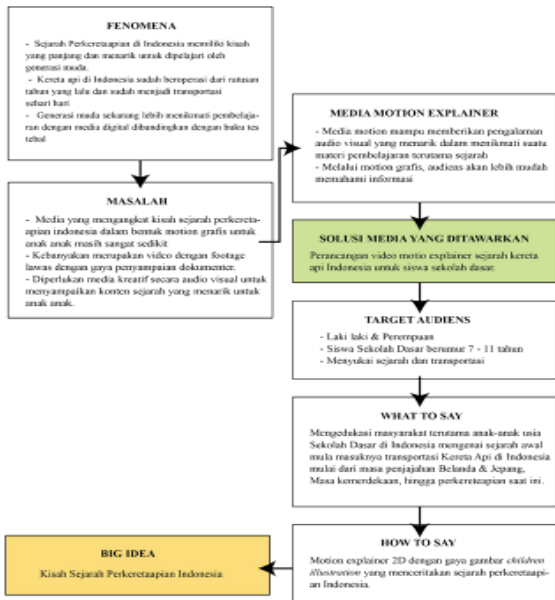 FENOMENA
- Sejarah Perkeretaapian di Indonesia memiliki kisah
yang panjang dan menarik untuk dipelajari oleh
generasi muda.
- Kereta api di Indonesia sudah beroperasi dari ratusan
tahun yang lalu dan sudah menjadi transportasi
sehari hari
- Generasi muda sekarang lebih menikmati pembelaja-
ran dengan media digital dibandingkan dengan buku tes
tebal
MASALAH
- Media yang mengangkat kisah sejarah perkereta-
apian indonesia dalam bentuk motion grafis untuk
anak anak masih sangat sedikit
- Kebanyakan merupakan video dengan footage
lawas dengan gaya penyampaian dokumenter.
- Diperlukan media kreatif secara audio visual untuk
menyampaikan konten sejarah yang menarik untuk
anak anak.
MEDIA MOTION EXPLAINER
- Media motion mampu memberikan pengalaman
audio visual yang menarik dalam menikmati suatu
materi pembelajaran terutama sejarah
- Melalui motion grafis, audiens akan lebih mudah
memahami informasi
SOLUSI MEDIA YANG DITAWARKAN
Perancangan video motio explainer sejarah kereta
api Indonesia untuk siswa sekolah dasar.
TARGET AUDIENS
- Laki laki & Perempuan
- Siswa Sekolah Dasar berumur 7 - 11 tahun
- Menyukai sejarah dan transportasi
WHAT TO SAY
Mengedukasi masyarakat terutama anak-anak usia
Sekolah Dasar di Indonesia mengenai sejarah awal
mula masuknya transportasi Kereta Api di Indonesia
mulai dari masa penjajahan Belanda & Jepang,
Masa kemerdekaan, hingga perkereteapian saat ini.
HOW TO SAY
Motion explainer 2D dengan gaya gambar children
illustration yang menceritakan sejarah perkeretaapi-
an Indonesia.
BIG IDEA
Kisah Sejarah Perkeretaapian Indonesia